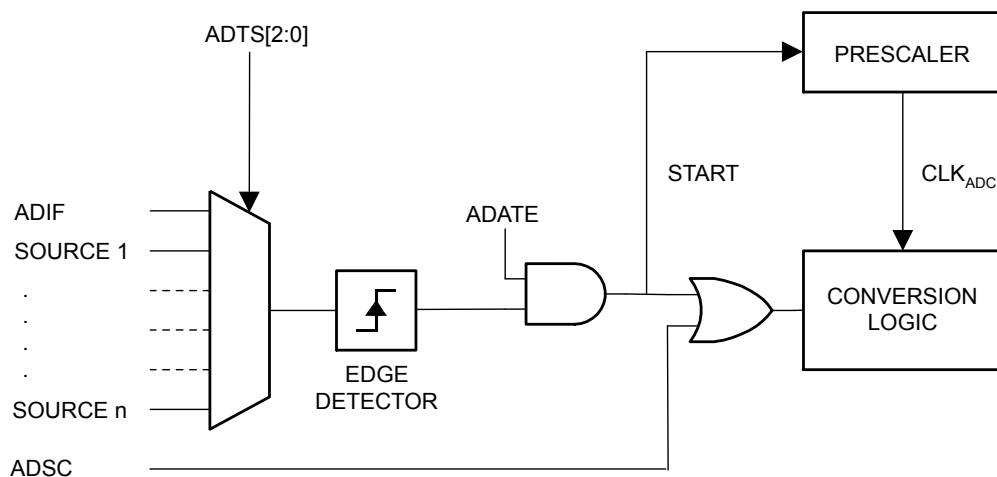 ADTS[2:0]
PRESCALER
START
CLKADC
ADIF
ADATE
SOURCE 1
.
.
.
.
CONVERSION
LOGIC
EDGE
DETECTOR
SOURCE n
ADSC